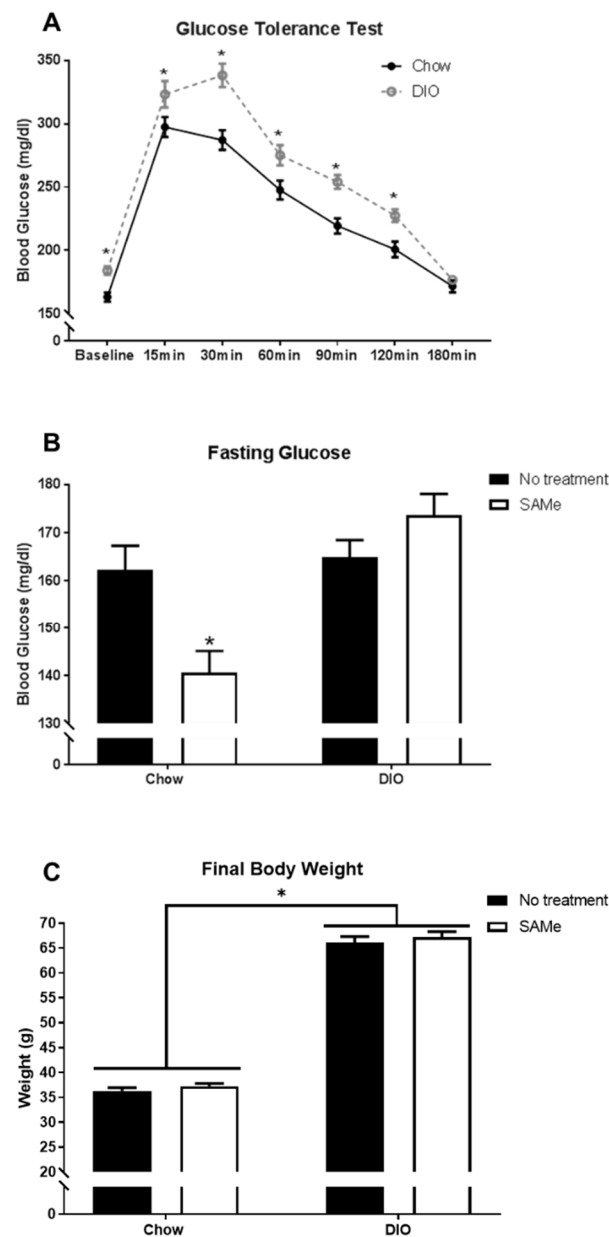 A
Glucose Tolerance Test
Chow
DIO
Blood Glucose (mg/dl)
350
300
250
200
150
0
*
*
*
*
*
*
Baseline 15min 30min 60min 90min 120min 180min
B
Fasting Glucose
No treatment
SAMe
Blood Glucose (mg/dl)
180
170
160
150
140
130
0
*
Chow DIO
C
Final Body Weight
No treatment
SAMe
*
Weight (g)
70
65
60
55
50
45
40
35
30
25
20
0
Chow DIO